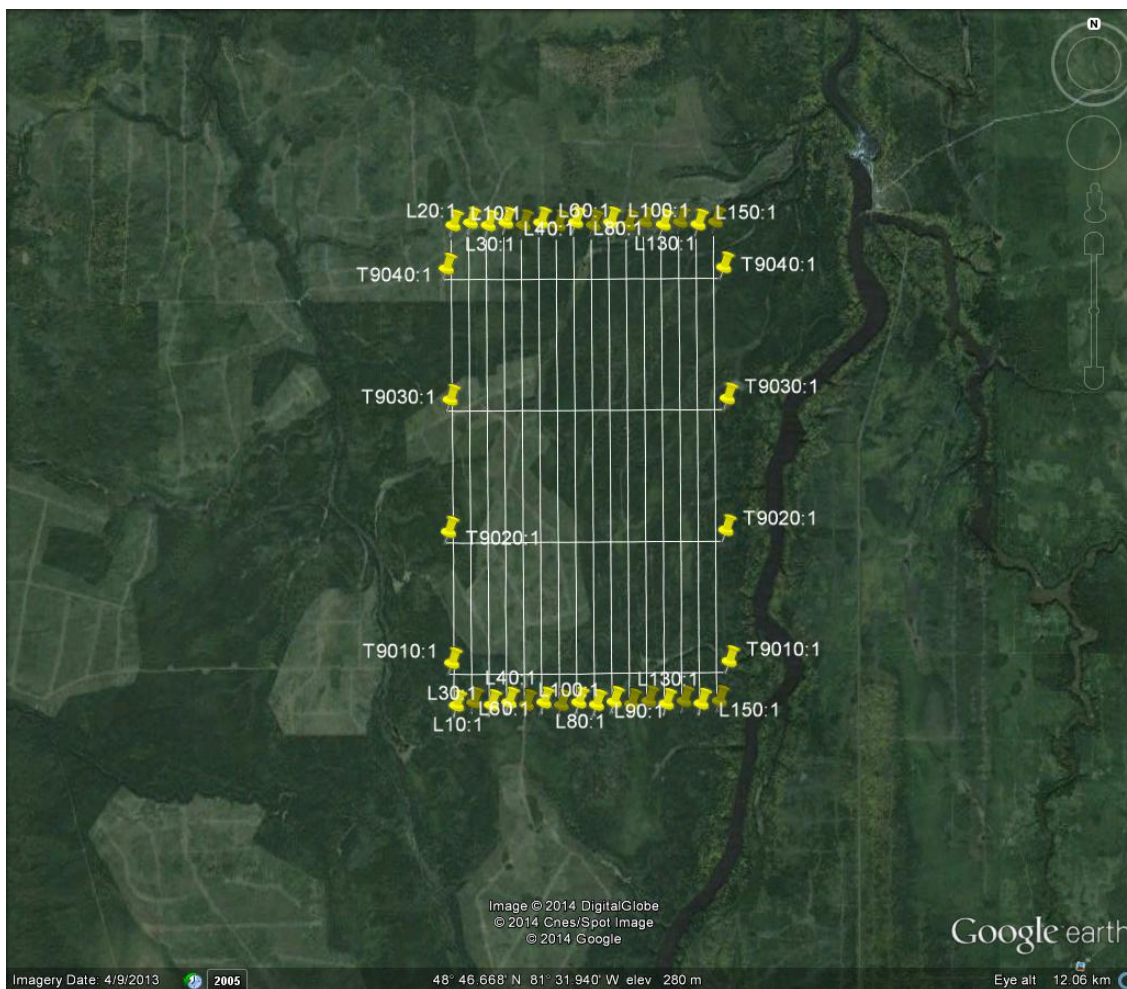 N
L20:1 L10:1 L60:1 L100:1 L150:1
L30:1 L40:1 L80:1 L130:1
T9040:1 T9040:1
T9030:1 T9030:1
T9020:1 T9020:1
T9010:1 T9010:1
L30:1 L40:1 L100:1 L130:1
L10:1 L60:1 L80:1 L90:1 L150:1
Image © 2014 DigitalGlobe
© 2014 Cnes/Spot Image
© 2014 Google
Google earth
Imagery Date: 4/9/2013 2005 48° 46.668' N 81° 31.940' W elev 280 m Eye alt 12.06 km